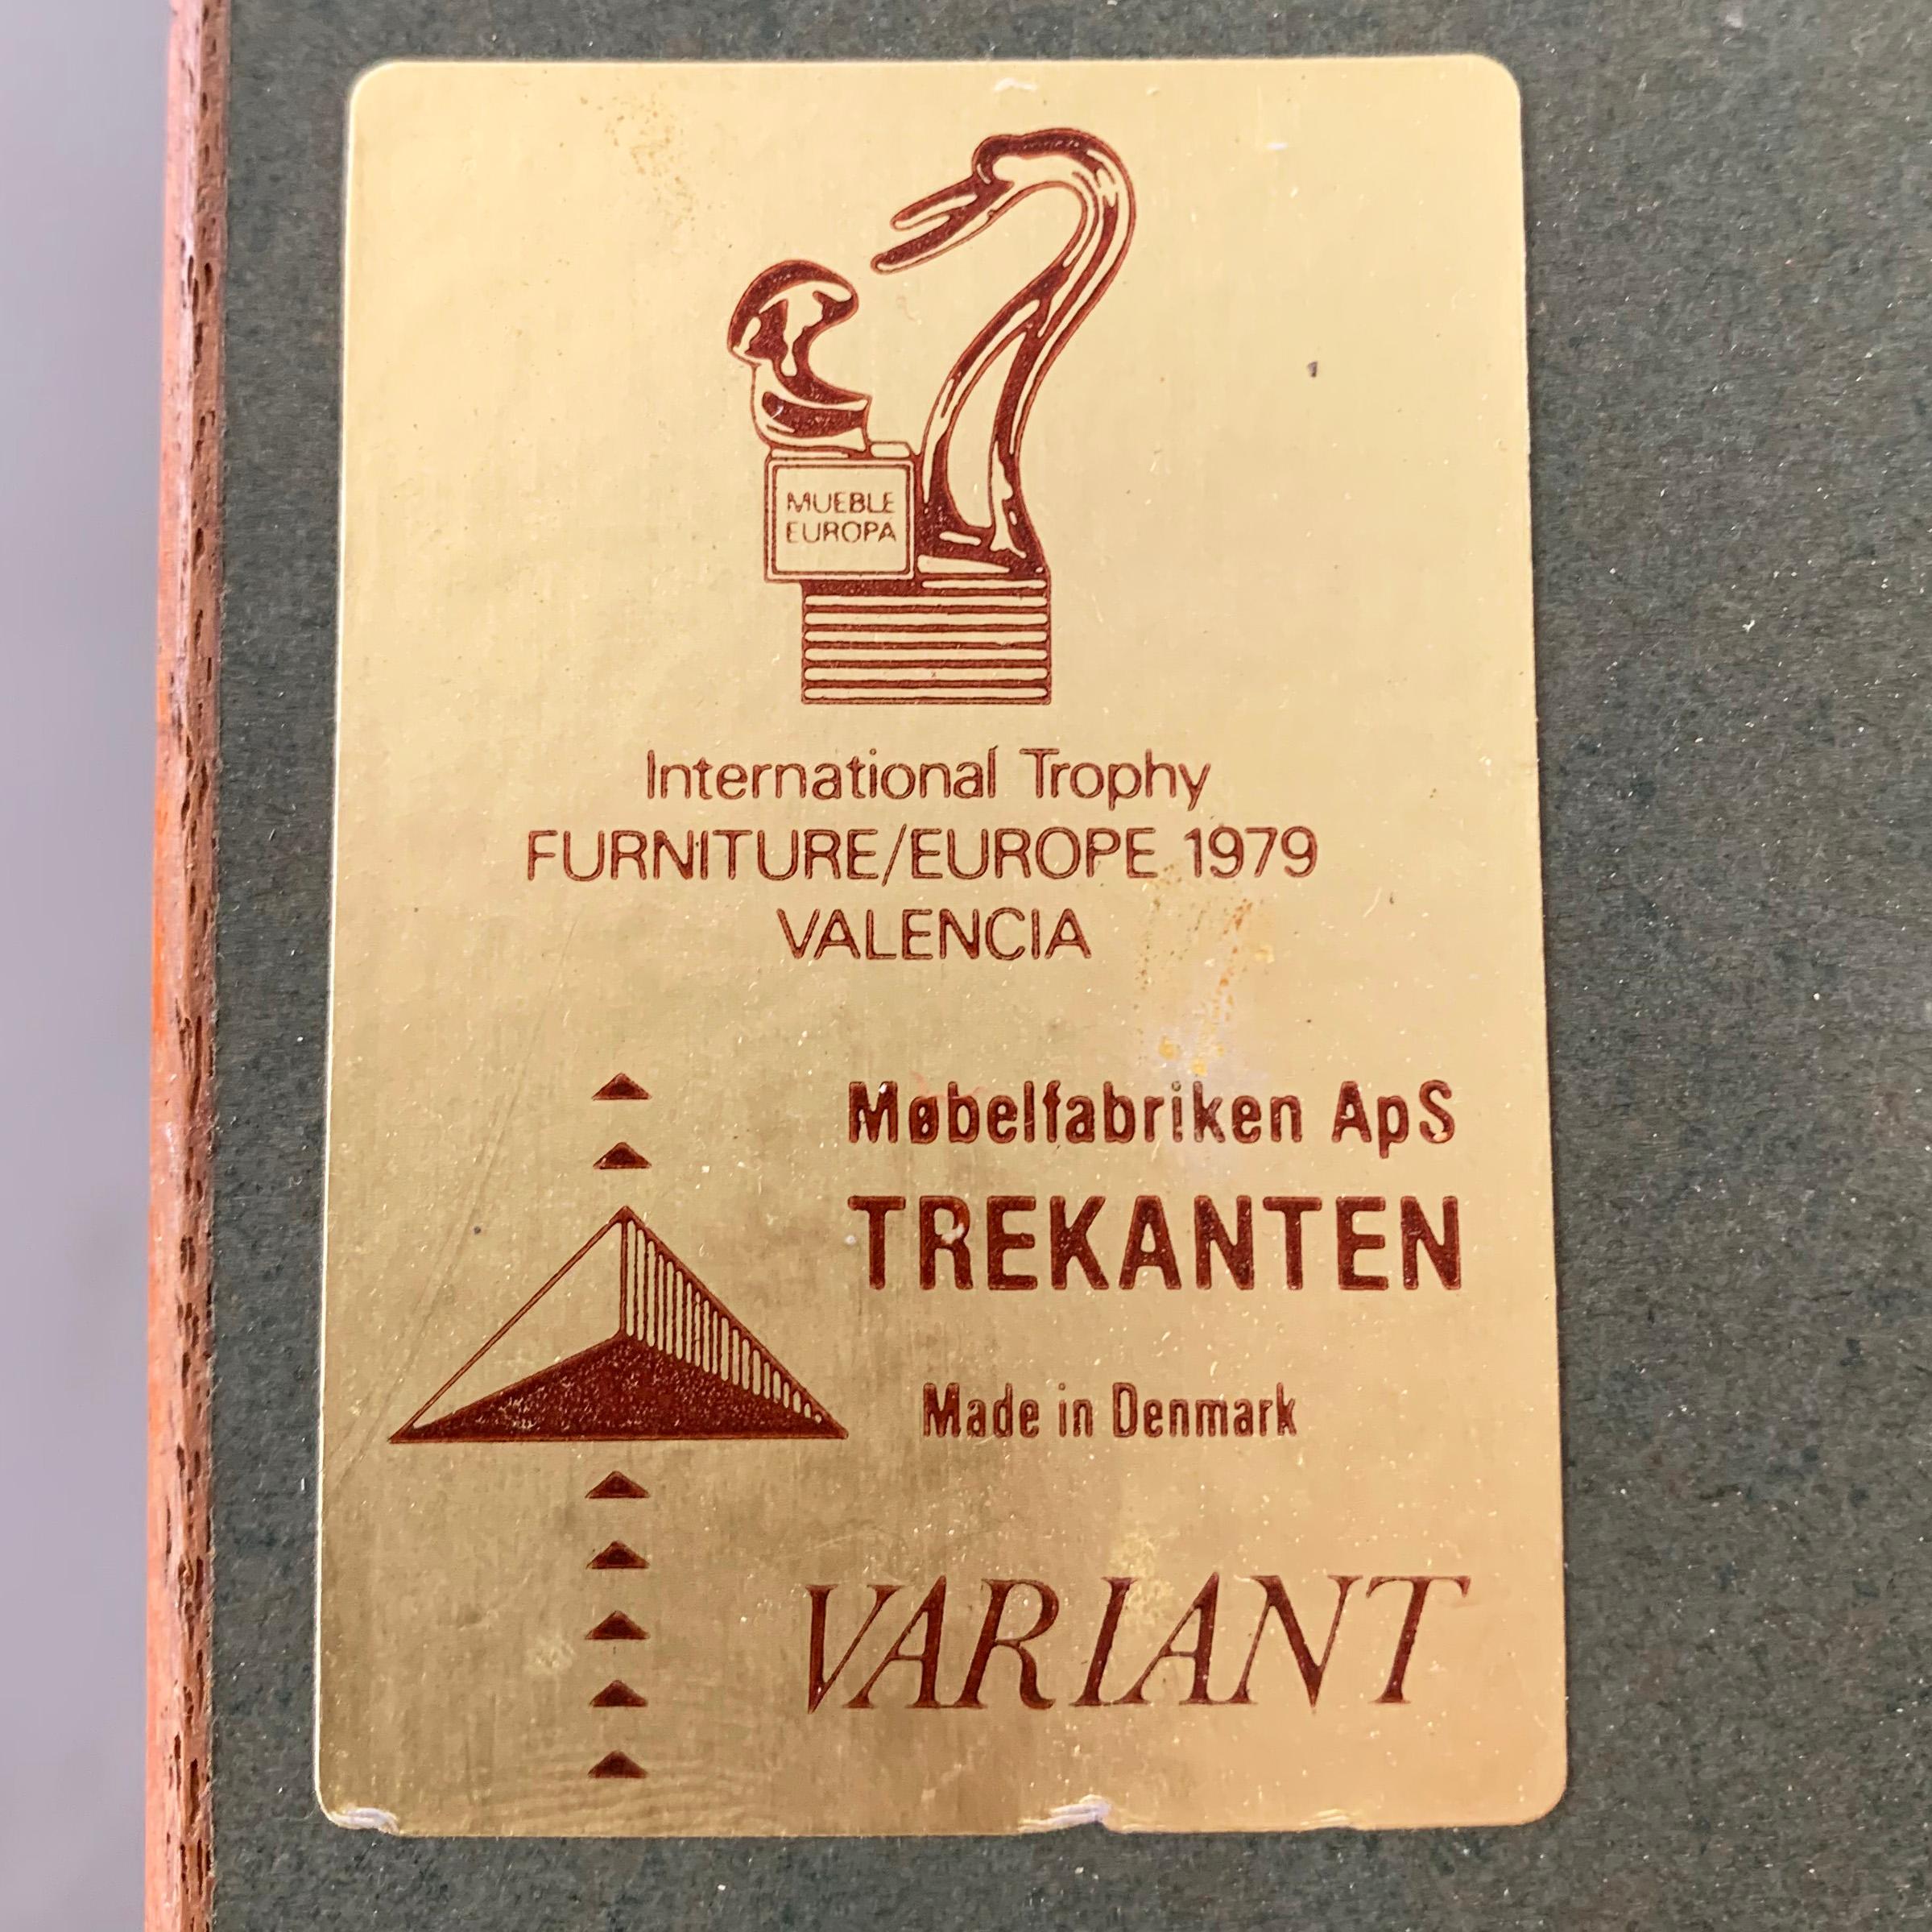 MUEBLE
EUROPA
International Trophy
FURNITURE/EUROPE 1979
VALENCIA
Møbelfabriken ApS
TREKANTEN
Made in Denmark
VARIANT